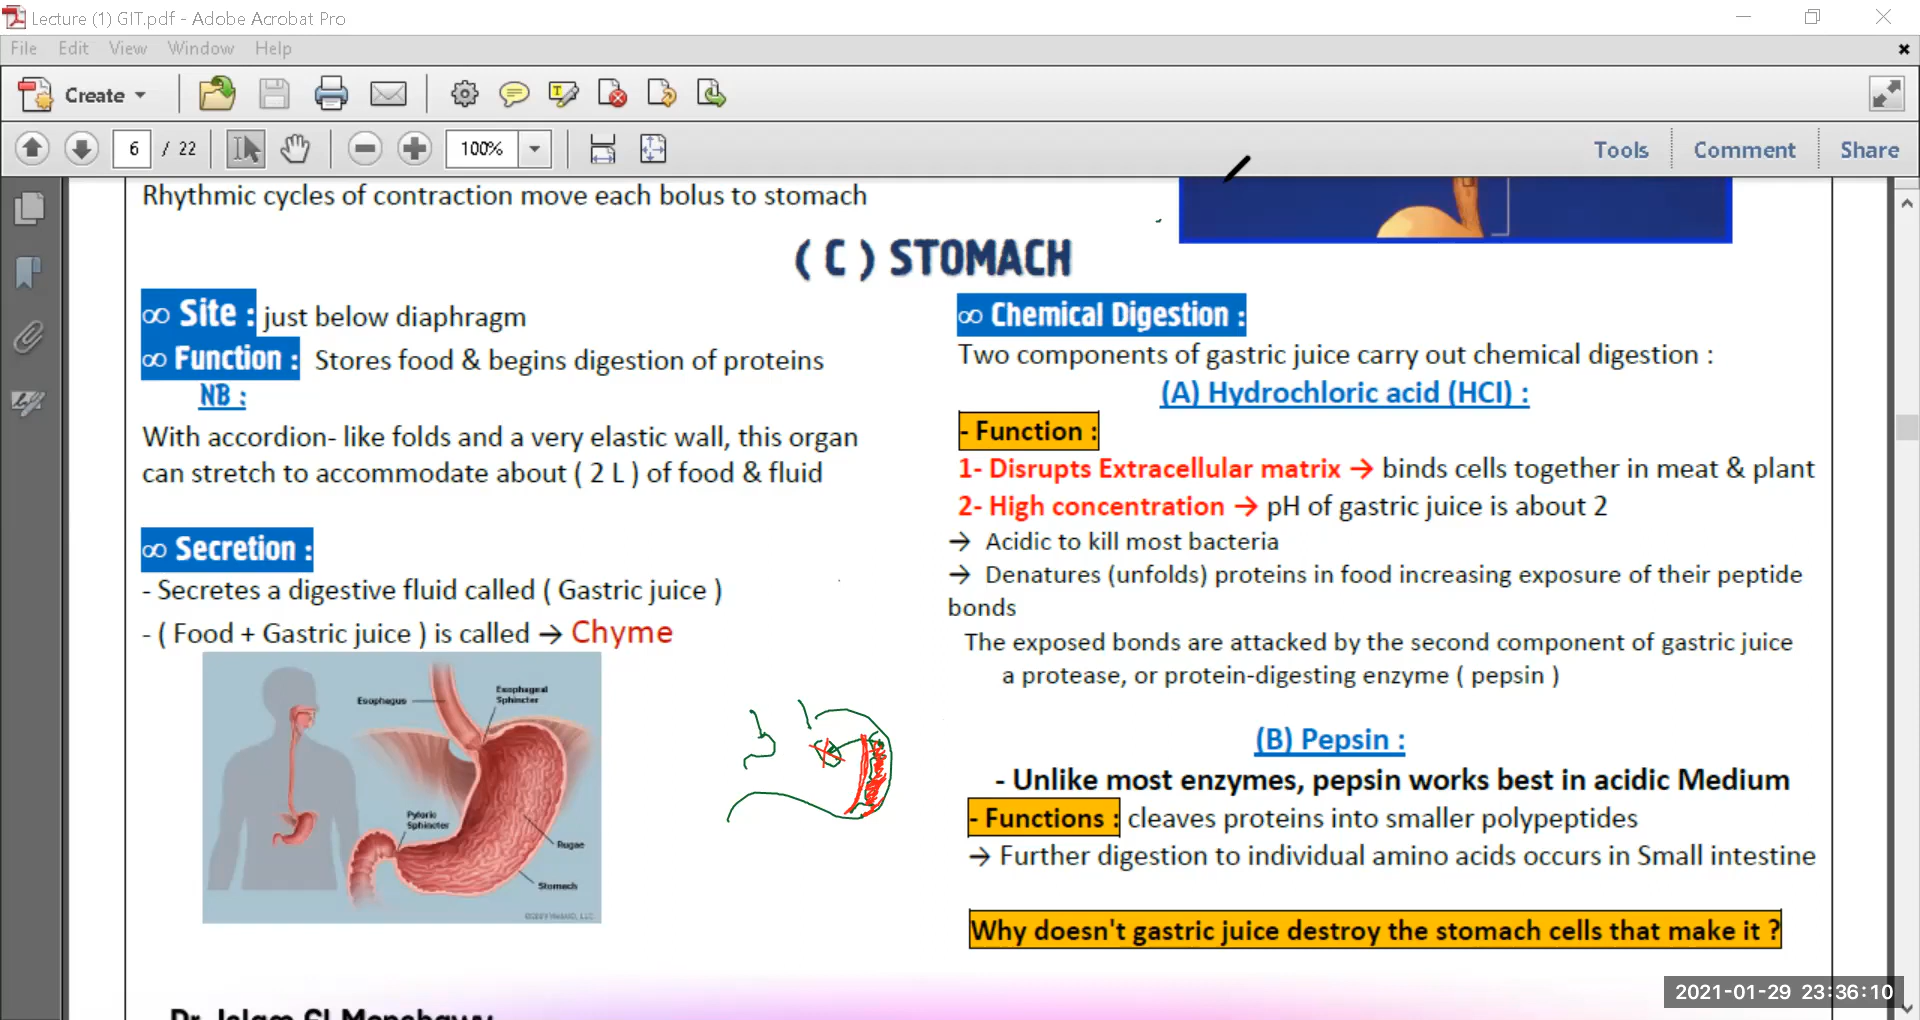 Lecture (1) GIT.pdf - Adobe Acrobat Pro
File Edit View Window Help
Create
6 / 22 100% Tools Comment Share
Rhythmic cycles of contraction move each bolus to stomach
( C ) STOMACH
∞ Site : just below diaphragm
∞ Function : Stores food & begins digestion of proteins
NB :
With accordion- like folds and a very elastic wall, this organ
can stretch to accommodate about ( 2 L ) of food & fluid
∞ Secretion :
- Secretes a digestive fluid called ( Gastric juice )
- ( Food + Gastric juice ) is called → Chyme
Esophagus
Esophageal
Sphincter
Pyloric
Sphincter
Rugae
Stomach
∞ Chemical Digestion :
Two components of gastric juice carry out chemical digestion :
(A) Hydrochloric acid (HCl) :
- Function :
1- Disrupts Extracellular matrix → binds cells together in meat & plant
2- High concentration → pH of gastric juice is about 2
→ Acidic to kill most bacteria
→ Denatures (unfolds) proteins in food increasing exposure of their peptide
bonds
The exposed bonds are attacked by the second component of gastric juice
a protease, or protein-digesting enzyme ( pepsin )
(B) Pepsin :
- Unlike most enzymes, pepsin works best in acidic Medium
- Functions : cleaves proteins into smaller polypeptides
→ Further digestion to individual amino acids occurs in Small intestine
Why doesn't gastric juice destroy the stomach cells that make it ?
2021-01-29 23:36:10